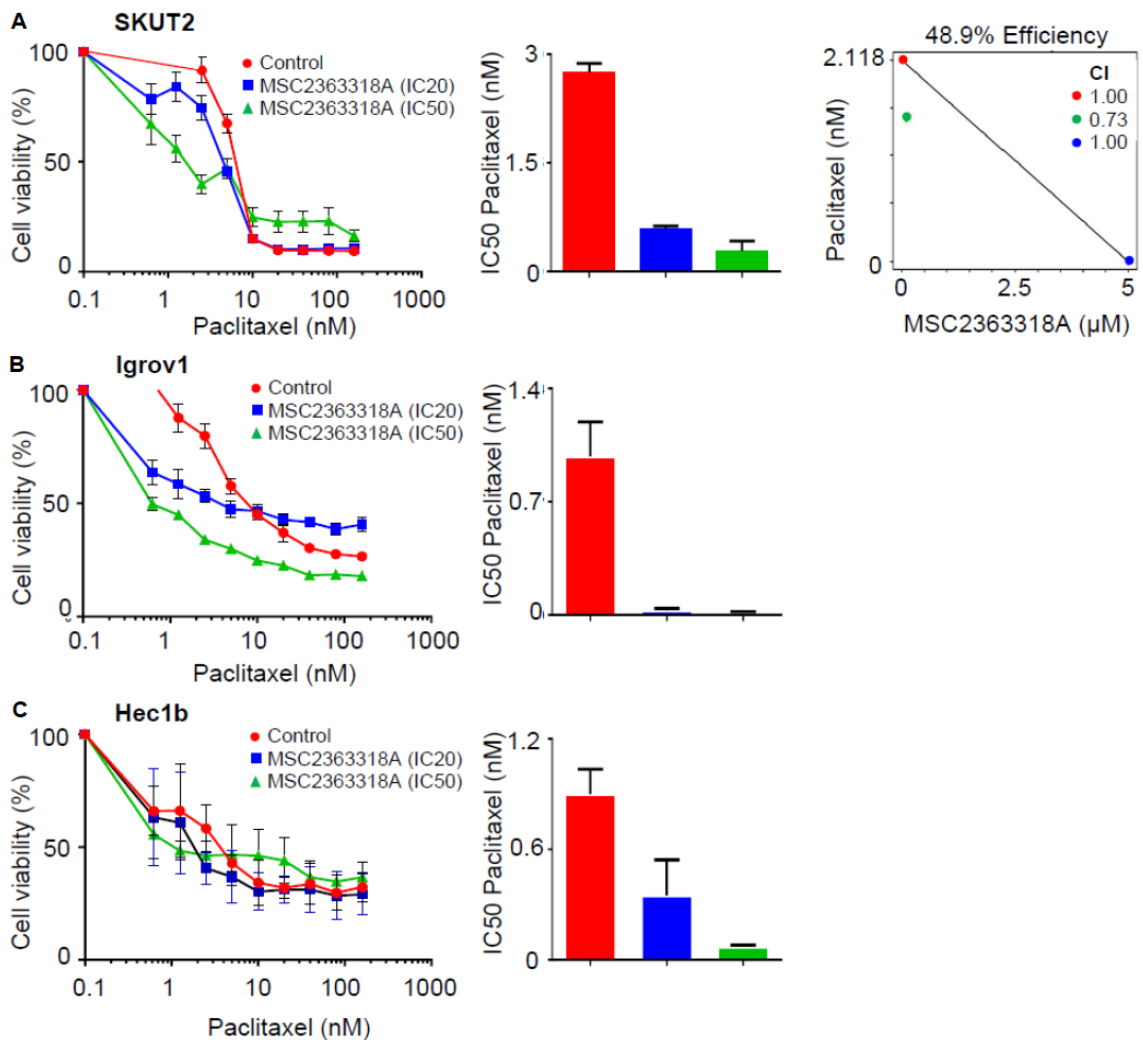 A
SKUT2
100
50
0
Cell viability (%)
Control
MSC2363318A (IC20)
MSC2363318A (IC50)
0.1 1 10 100 1000
Paclitaxel (nM)
3
1.5
0
IC50 Paclitaxel (nM)
48.9% Efficiency
2.118
0
Paclitaxel (nM)
CI
1.00
0.73
1.00
0 2.5 5
MSC2363318A (µM)
B
Igrov1
100
50
0
Cell viability (%)
Control
MSC2363318A (IC20)
MSC2363318A (IC50)
0.1 1 10 100 1000
Paclitaxel (nM)
1.4
0.7
0
IC50 Paclitaxel (nM)
C
Hec1b
100
50
0
Cell viability (%)
Control
MSC2363318A (IC20)
MSC2363318A (IC50)
0.1 1 10 100 1000
Paclitaxel (nM)
1.2
0.6
0
IC50 Paclitaxel (nM)